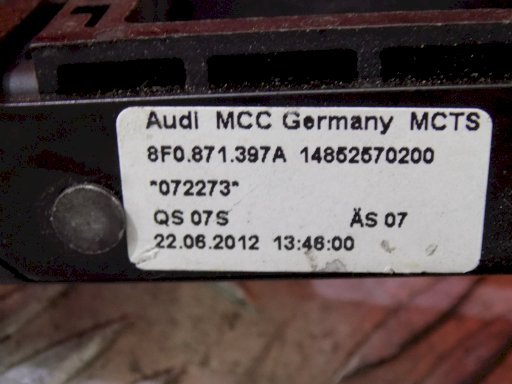 Audi MCC Germany MCTS
8F0.871.397A 14852570200
*072273*
QS 07S ÄS 07
22.06.2012 13:46:00